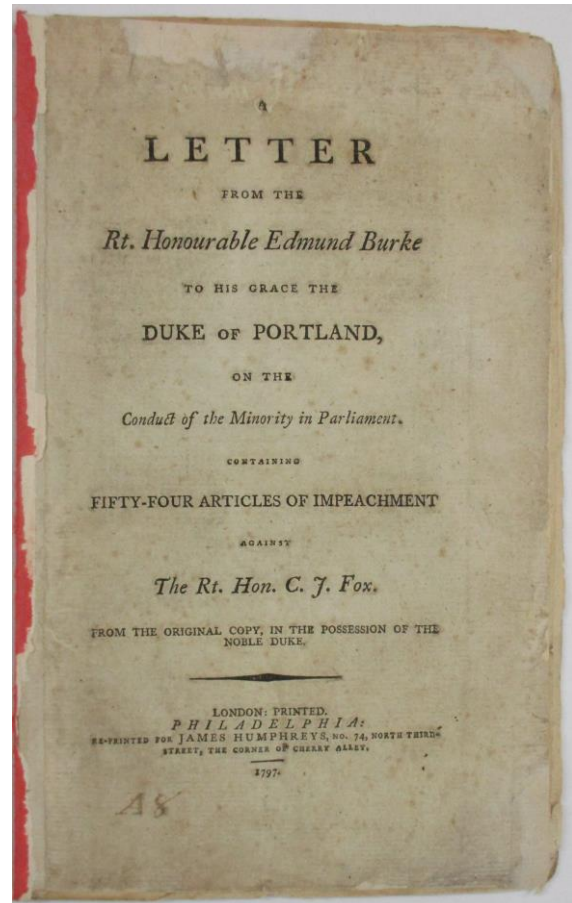 A
LETTER
FROM THE
Rt. Honourable Edmund Burke
TO HIS GRACE THE
DUKE OF PORTLAND,
ON THE
Conduct of the Minority in Parliament.
CONTAINING
FIFTY-FOUR ARTICLES OF IMPEACHMENT
AGAINST
The Rt. Hon. C. J. Fox.
FROM THE ORIGINAL COPY, IN THE POSSESSION OF THE
NOBLE DUKE.
LONDON: PRINTED.
PHILADELPHIA:
RE-PRINTED FOR JAMES HUMPHREYS, NO. 74, NORTH THIRD-
STREET, THE CORNER OF CHERRY ALLEY.
1797.
A8